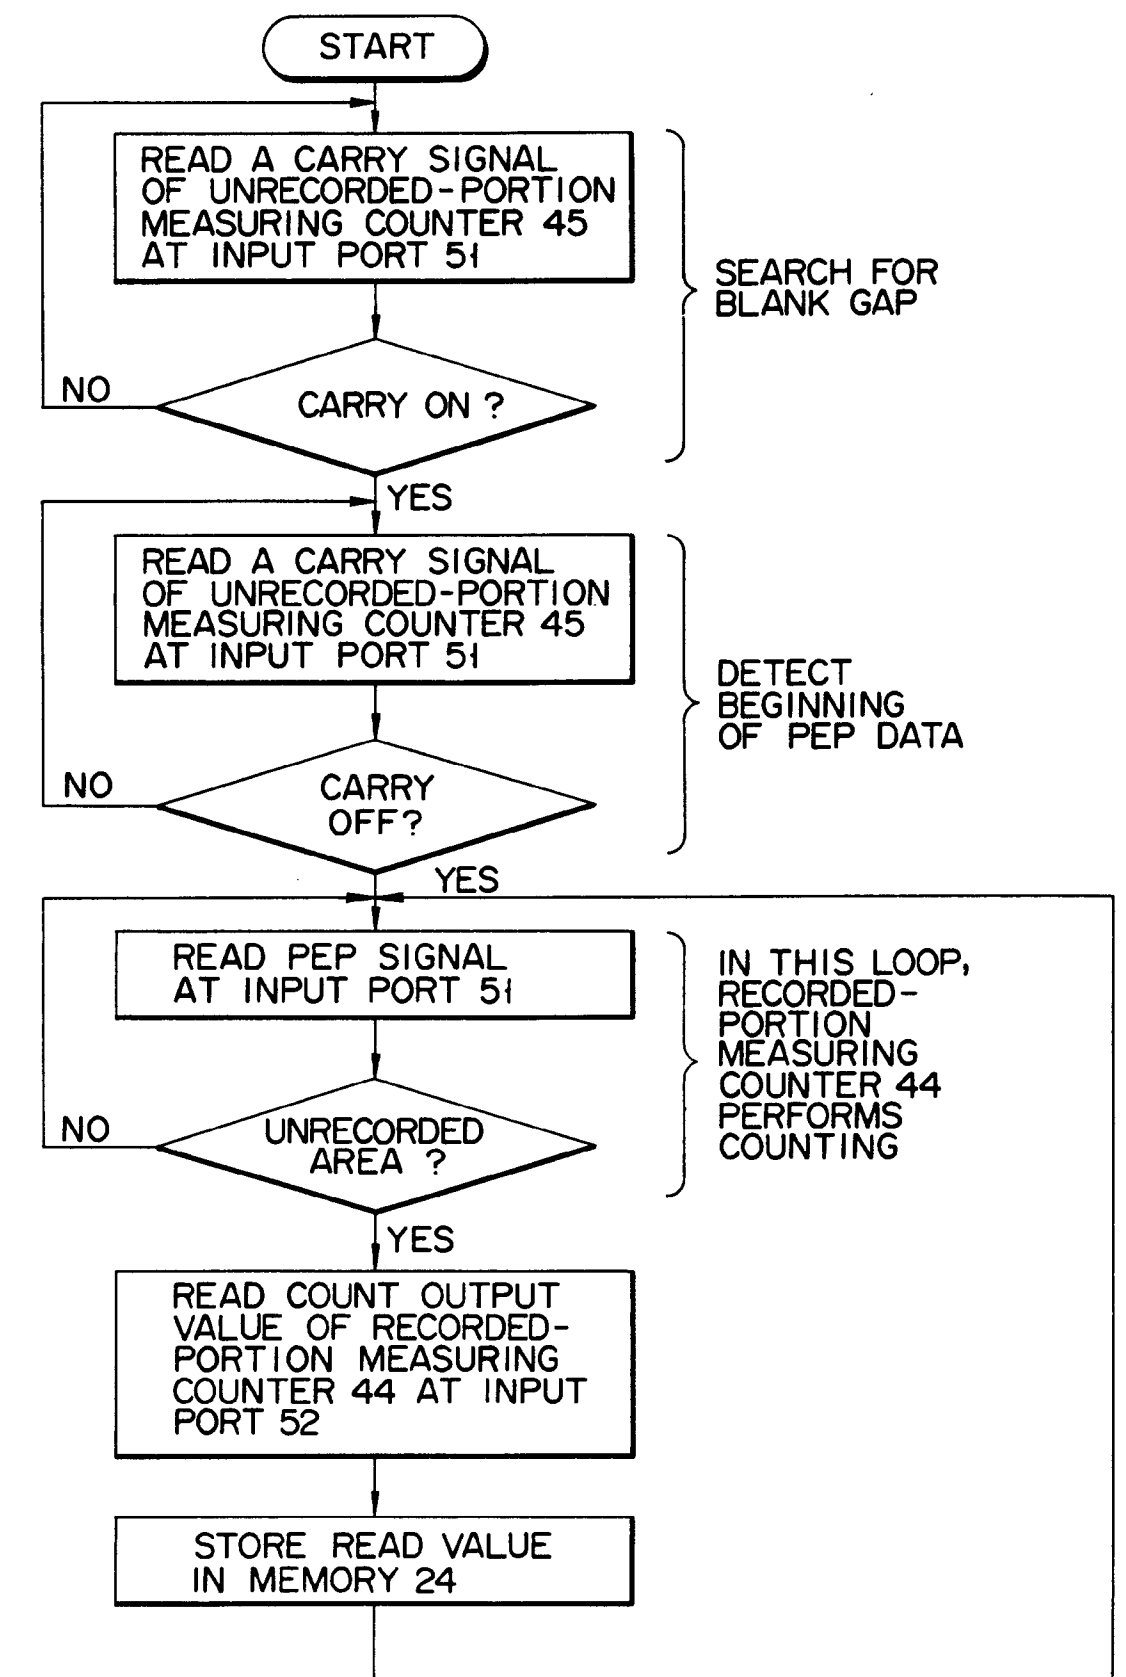 START
READ A CARRY SIGNAL
OF UNRECORDED-PORTION
MEASURING COUNTER 45
AT INPUT PORT 51
SEARCH FOR
BLANK GAP
NO
CARRY ON ?
YES
READ A CARRY SIGNAL
OF UNRECORDED-PORTION
MEASURING COUNTER 45
AT INPUT PORT 51
DETECT
BEGINNING
OF PEP DATA
NO
CARRY
OFF?
YES
READ PEP SIGNAL
AT INPUT PORT 51
IN THIS LOOP,
RECORDED-
PORTION
MEASURING
COUNTER 44
PERFORMS
COUNTING
NO
UNRECORDED
AREA ?
YES
READ COUNT OUTPUT
VALUE OF RECORDED-
PORTION MEASURING
COUNTER 44 AT INPUT
PORT 52
STORE READ VALUE
IN MEMORY 24